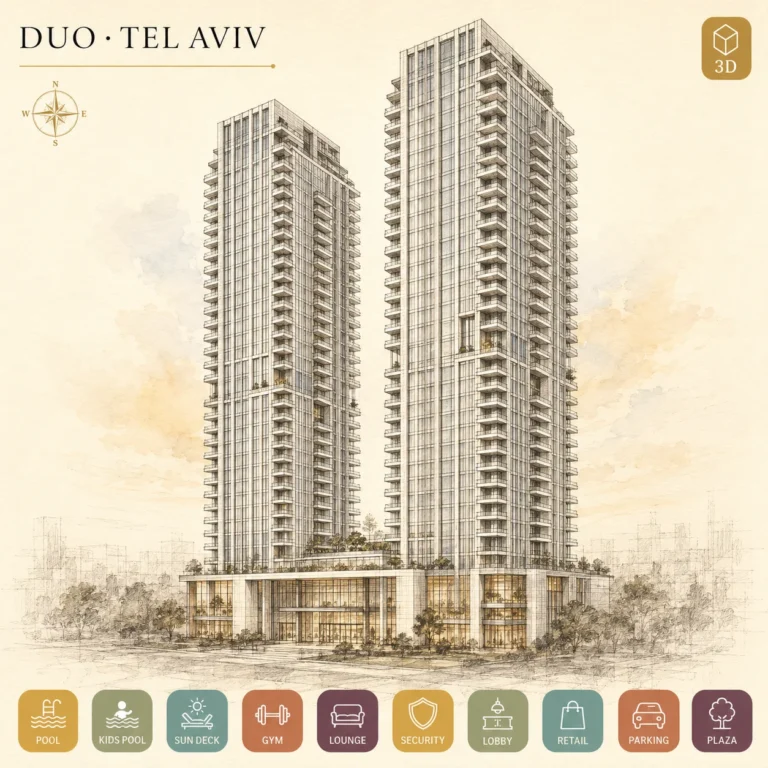 DUO · TEL AVIV
3D
N
W E
S
POOL
KIDS POOL
SUN DECK
GYM
LOUNGE
SECURITY
LOBBY
RETAIL
PARKING
PLAZA